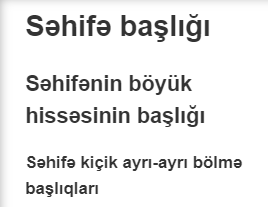 Səhifə başlığı
Səhifənin böyük
hissəsinin başlığı
Səhifə kiçik ayrı-ayrı bölmə
başlıqları